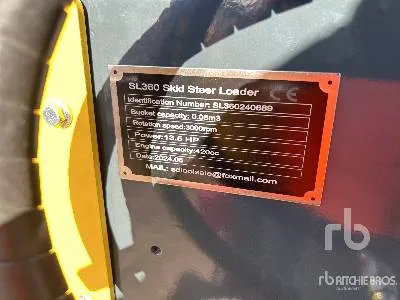 SL360 Skid Steer Loader
CE
Identification Number: SL360240689
Bucket capacity: 0.06m3
Rotation speed:3000rpm
Power:13.5 HP
Engine capacity:420cc
Date:2024.06
rb
RITCHIE BROS.